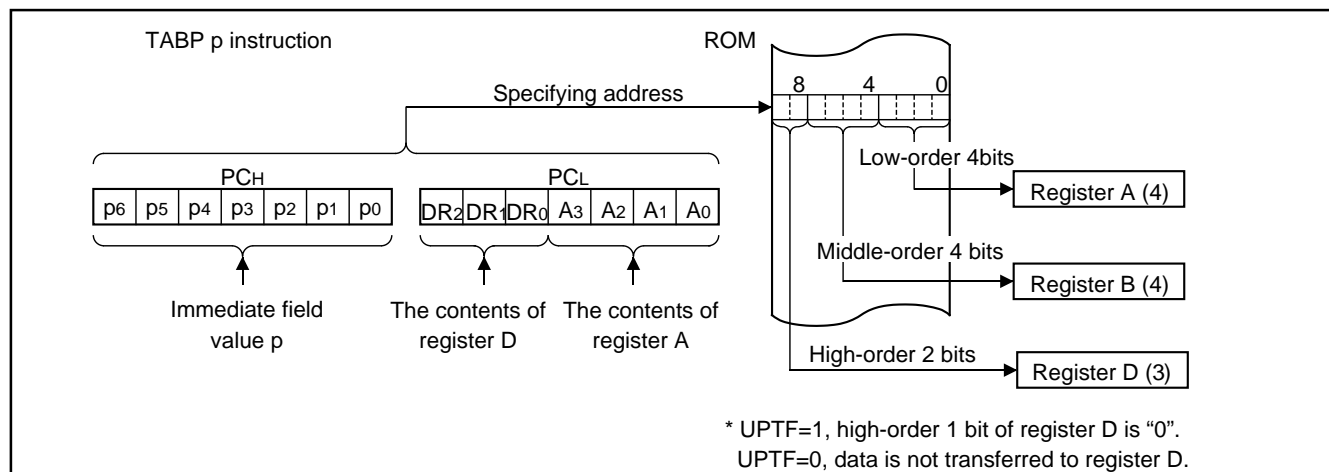 TABP p instruction
ROM
8 4 0
Specifying address
Low-order 4bits
PCH
PCL
p6 p5 p4 p3 p2 p1 p0
DR2 DR1 DR0 A3 A2 A1 A0
Register A (4)
Middle-order 4 bits
Register B (4)
Immediate field
value p
The contents of
register D
The contents of
register A
High-order 2 bits
Register D (3)
* UPTF=1, high-order 1 bit of register D is “0”.
UPTF=0, data is not transferred to register D.